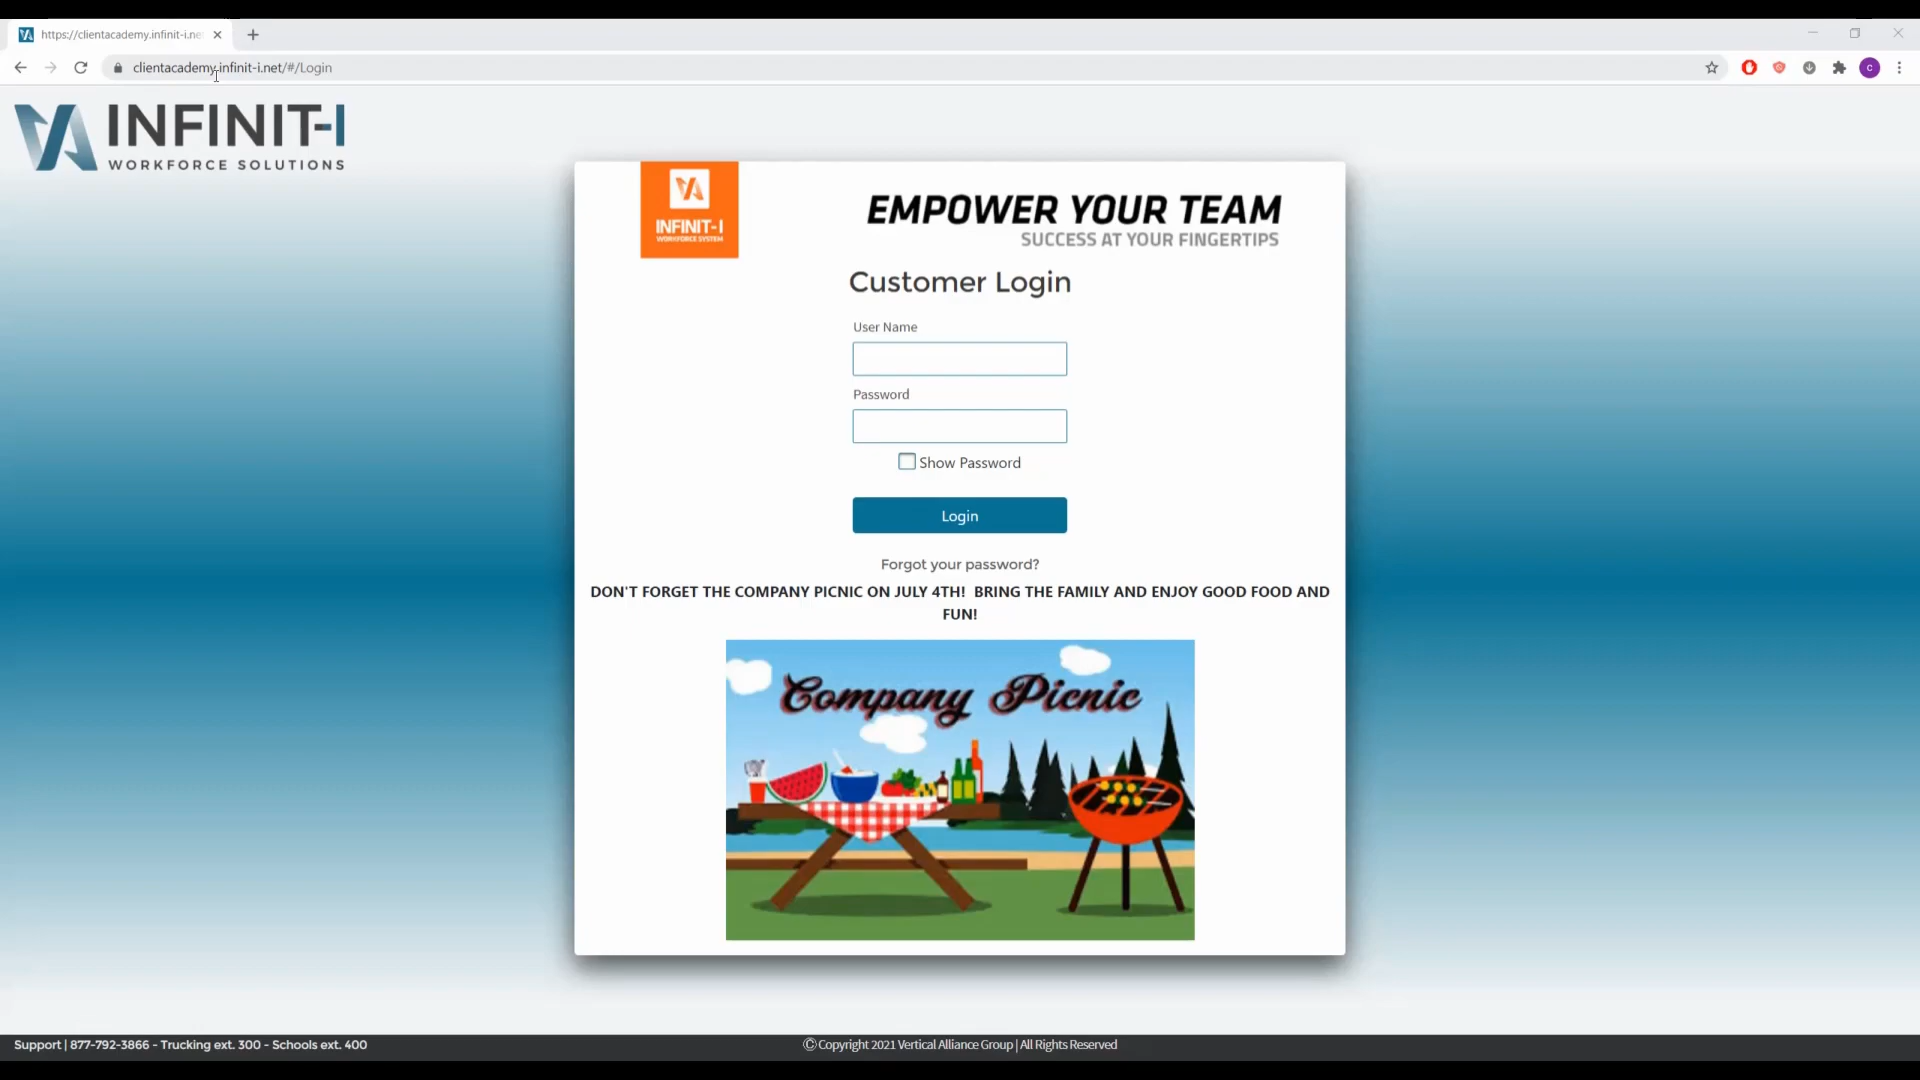 https://clientacademy.infinit-i.ne
clientacademy.infinit-i.net/#/Login
C
INFINIT-I
WORKFORCE SOLUTIONS
INFINIT-I
WORKFORCE SYSTEM
EMPOWER YOUR TEAM
SUCCESS AT YOUR FINGERTIPS
Customer Login
User Name
Password
Show Password
Login
Forgot your password?
DON'T FORGET THE COMPANY PICNIC ON JULY 4TH! BRING THE FAMILY AND ENJOY GOOD FOOD AND
FUN!
Company Picnic
Support | 877-792-3866 - Trucking ext. 300 - Schools ext. 400
©Copyright 2021 Vertical Alliance Group | All Rights Reserved